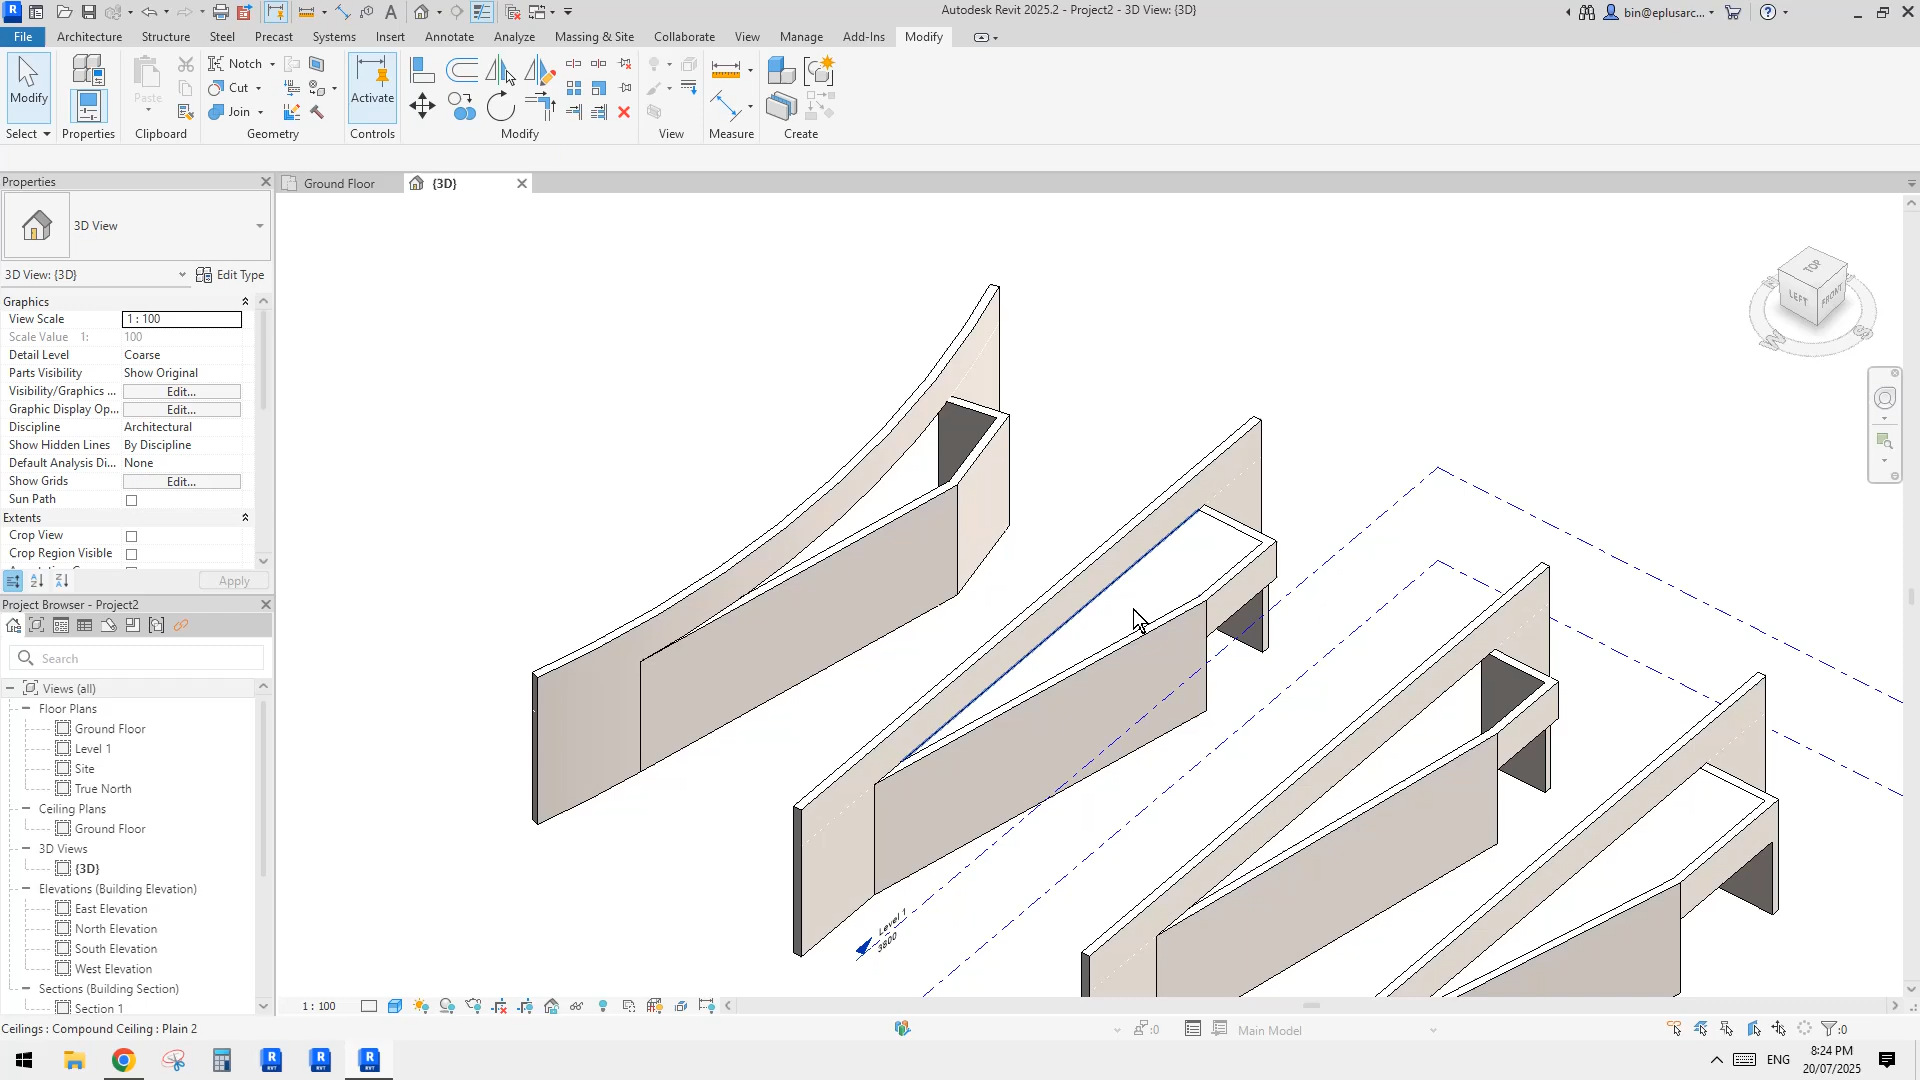 Autodesk Revit 2025.2 - Project2 - 3D View: {3D}
bin@eplusarc...
File
Architecture
Structure
Steel
Precast
Systems
Insert
Annotate
Analyze
Massing & Site
Collaborate
View
Manage
Add-Ins
Modify
Modify
Paste
Notch
Cut
Join
Activate
Select
Properties
Clipboard
Geometry
Controls
Modify
View
Measure
Create
Properties
Ground Floor
{3D}
3D View
3D View: {3D}
Edit Type
Graphics
View Scale 1 : 100
Scale Value 1: 100
Detail Level Coarse
Parts Visibility Show Original
Visibility/Graphics ... Edit...
Graphic Display Op... Edit...
Discipline Architectural
Show Hidden Lines By Discipline
Default Analysis Di... None
Show Grids Edit...
Sun Path
Extents
Crop View
Crop Region Visible
Apply
Project Browser - Project2
Search
Views (all)
Floor Plans
Ground Floor
Level 1
Site
True North
Ceiling Plans
Ground Floor
3D Views
{3D}
Elevations (Building Elevation)
East Elevation
North Elevation
South Elevation
West Elevation
Sections (Building Section)
Section 1
TOP
LEFT
FRONT
W
Level 1
3800
1 : 100
Ceilings : Compound Ceiling : Plain 2
:0
Main Model
:0
ENG
8:24 PM
20/07/2025